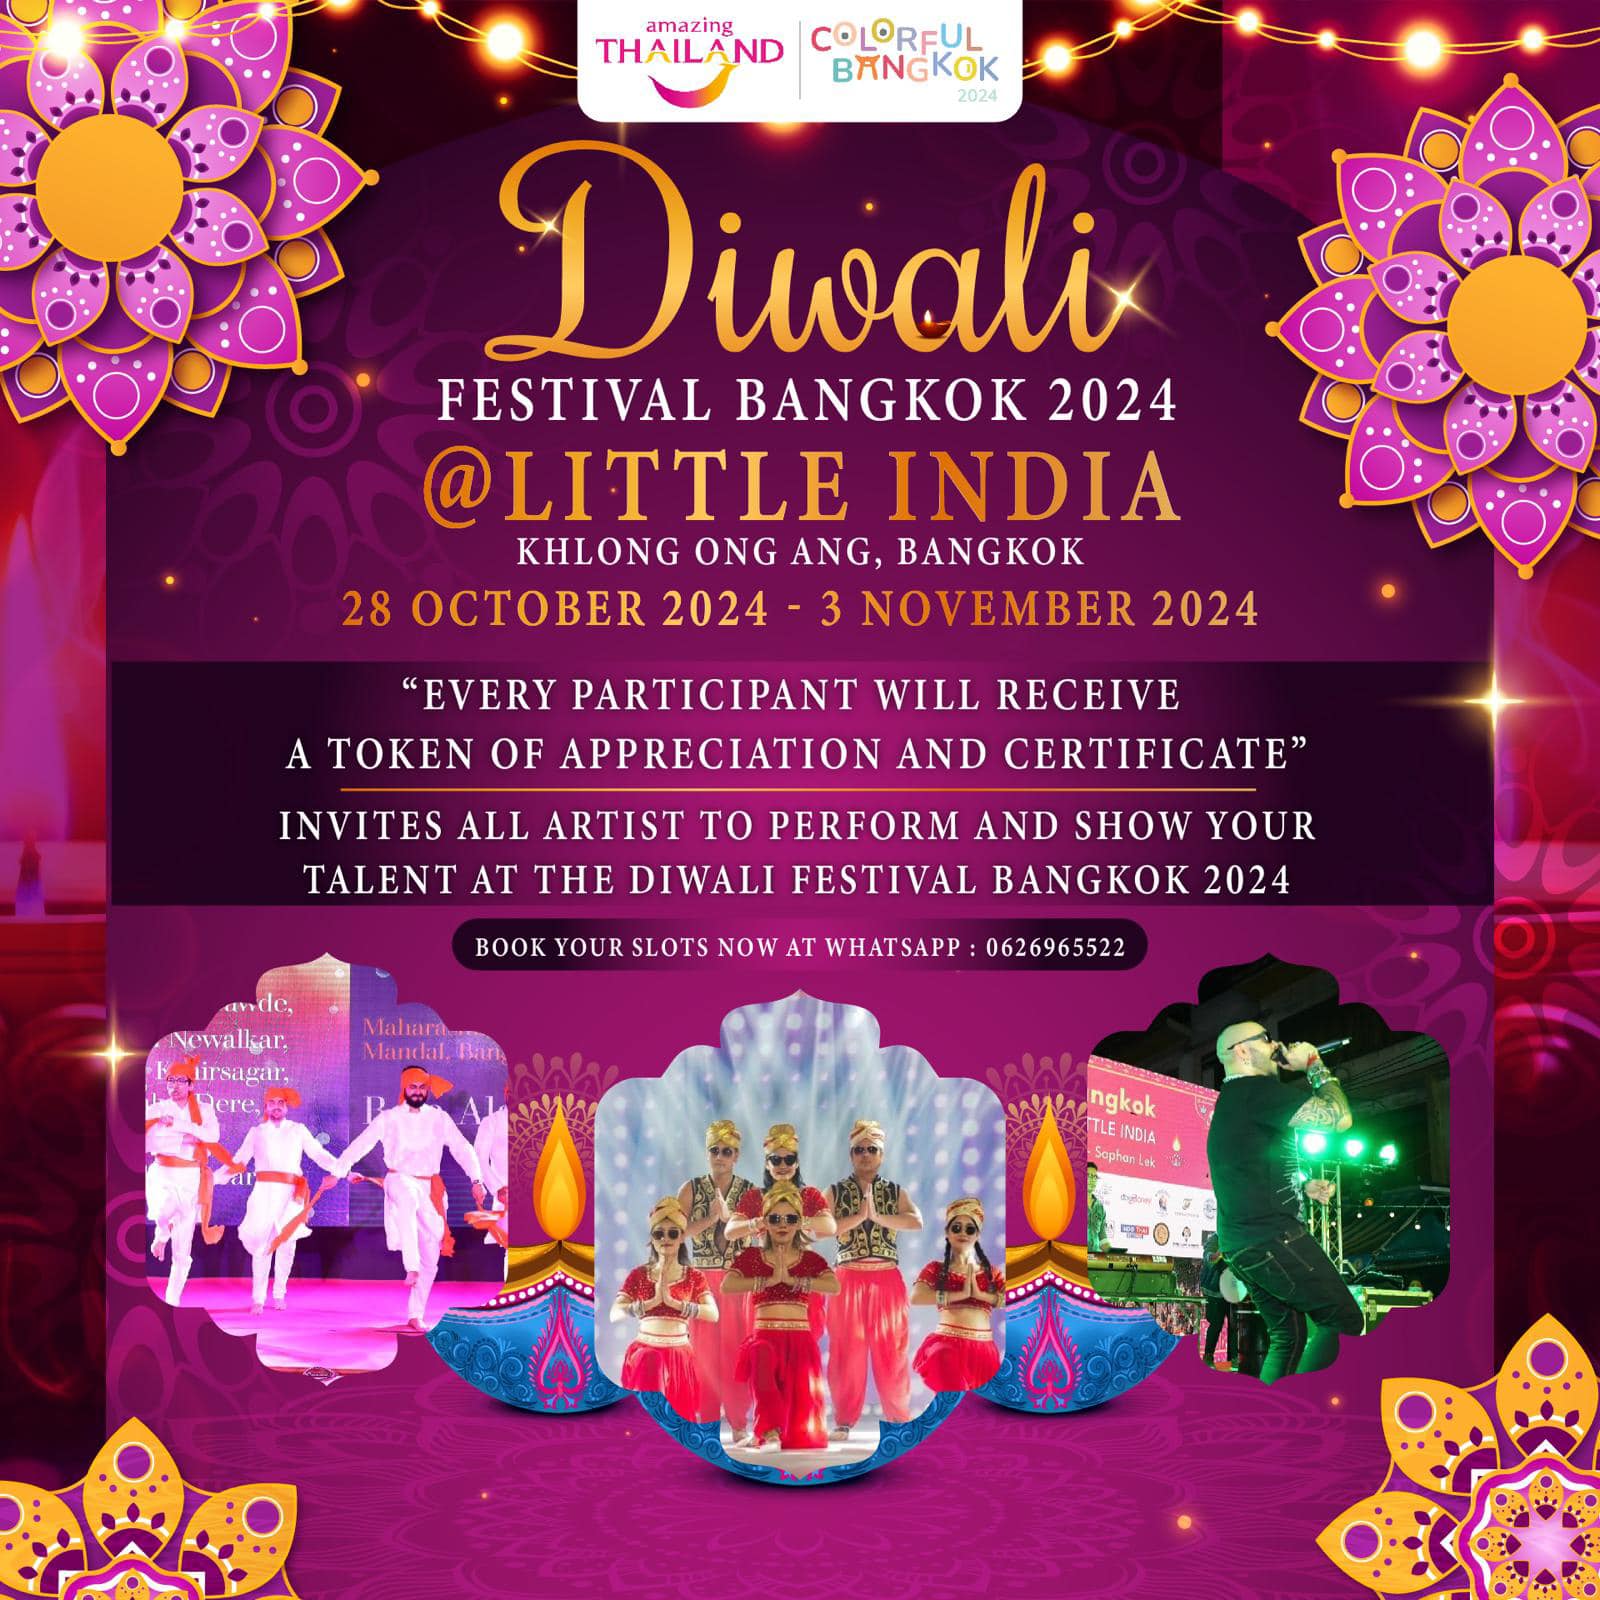 amazing
THAILAND
COLORFUL
BANGKOK
2024
Diwali
FESTIVAL BANGKOK 2024
@LITTLE INDIA
KHLONG ONG ANG, BANGKOK
28 OCTOBER 2024 - 3 NOVEMBER 2024
“EVERY PARTICIPANT WILL RECEIVE
A TOKEN OF APPRECIATION AND CERTIFICATE”
INVITES ALL ARTIST TO PERFORM AND SHOW YOUR
TALENT AT THE DIWALI FESTIVAL BANGKOK 2024
BOOK YOUR SLOTS NOW AT WHATSAPP : 0626965522
Newalkar,
Dere,
Mandal,
ngkok
TLE INDIA
- Saphan Lek